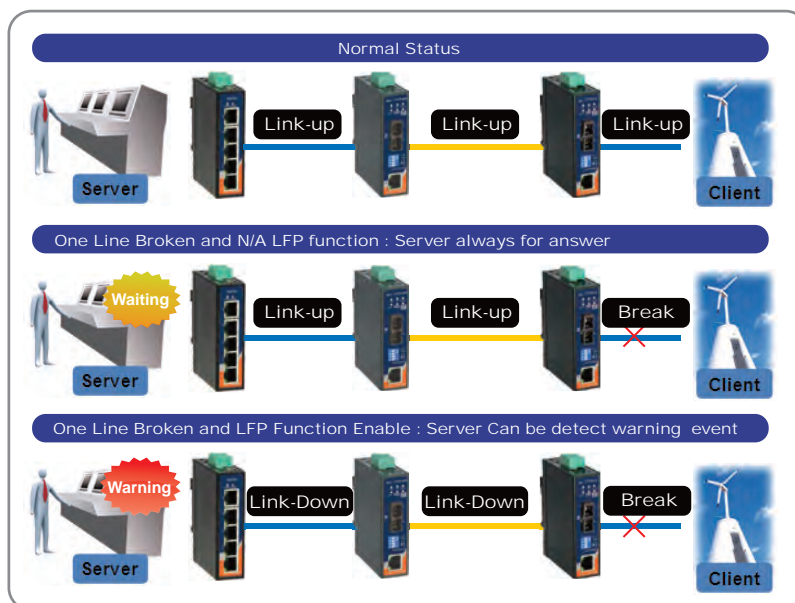 Normal Status
Link-up
Link-up
Link-up
Server
Client
One Line Broken and N/A LFP function : Server always for answer
Waiting
Link-up
Link-up
Break
Server
Client
One Line Broken and LFP Function Enable : Server Can be detect warning event
Warning
Link-Down
Link-Down
Break
Server
Client